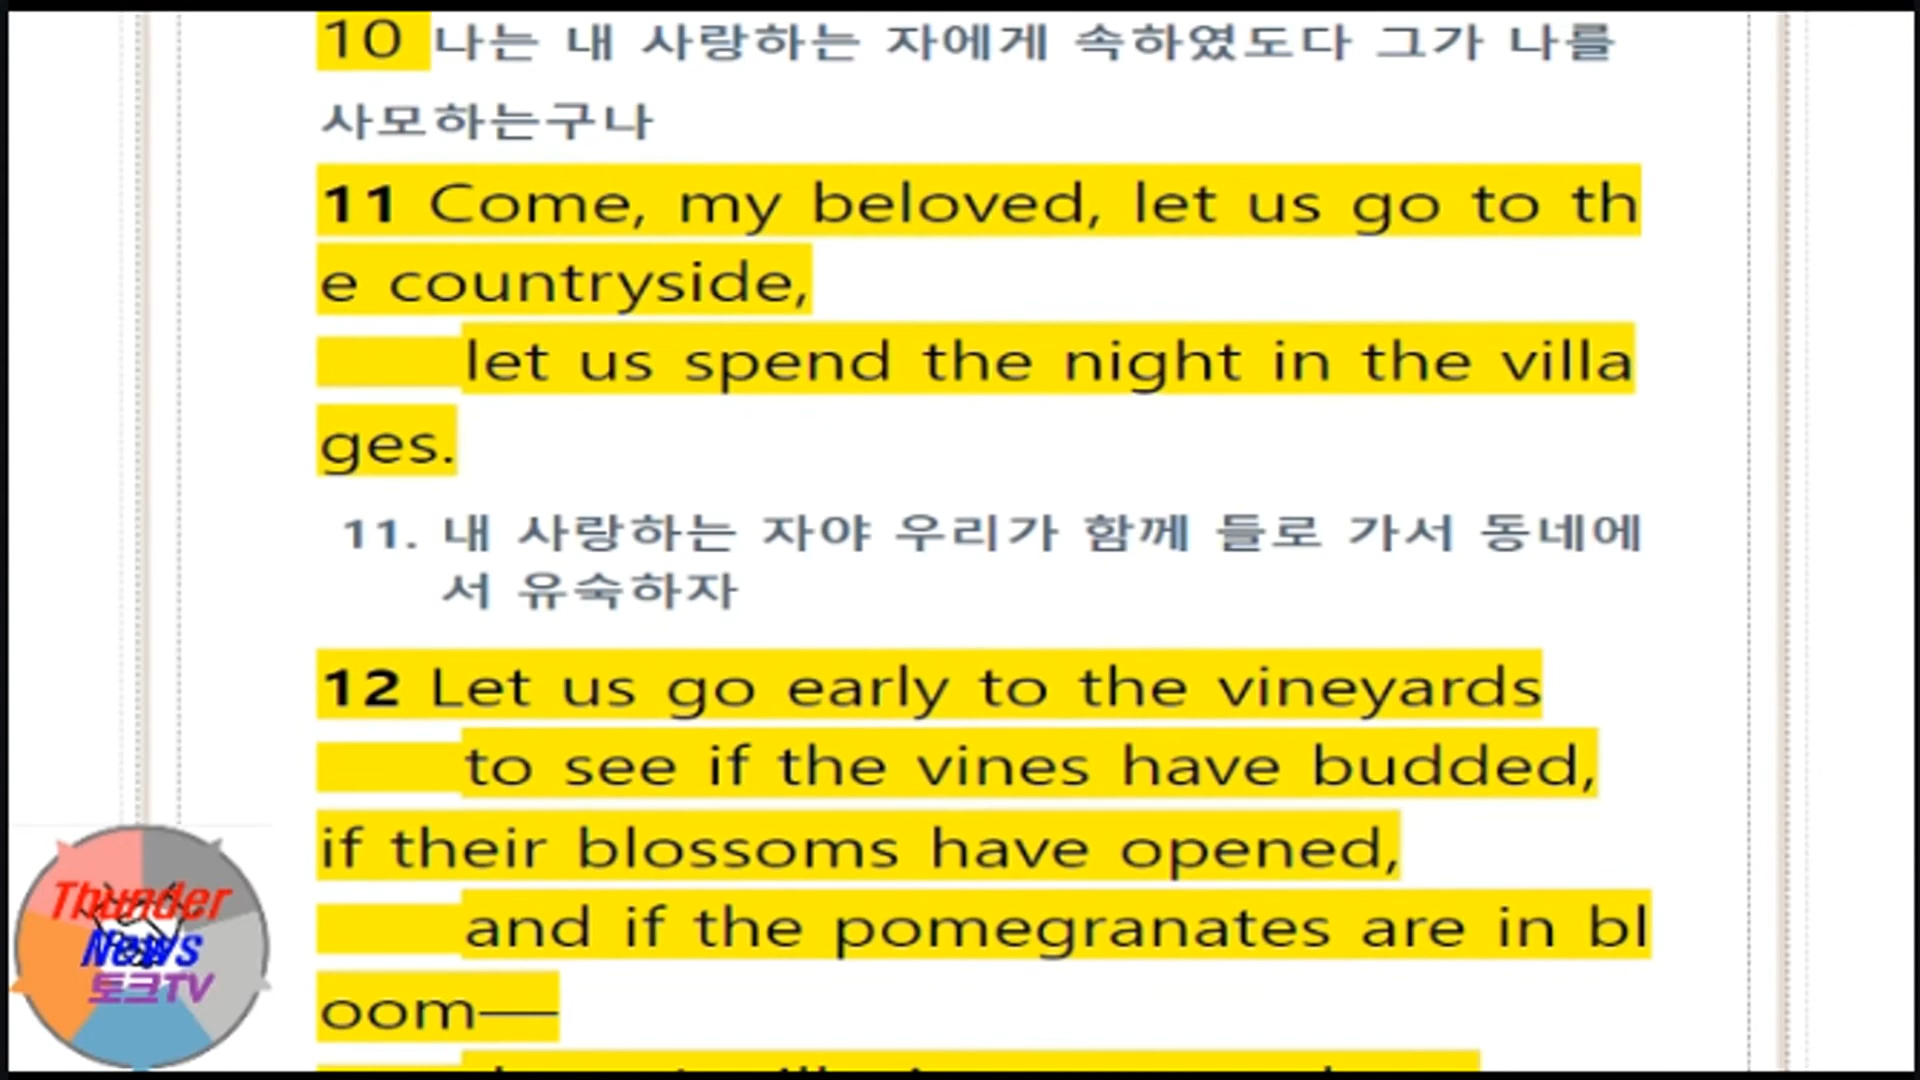 10 나는 내 사랑하는 자에게 속하였도다 그가 나를
사모하는구나
11 Come, my beloved, let us go to th
e countryside,
let us spend the night in the villa
ges.
11. 내 사랑하는 자야 우리가 함께 들로 가서 동네에
서 유숙하자
12 Let us go early to the vineyards
to see if the vines have budded,
if their blossoms have opened,
and if the pomegranates are in bl
oom—
Thunder
News
토크TV